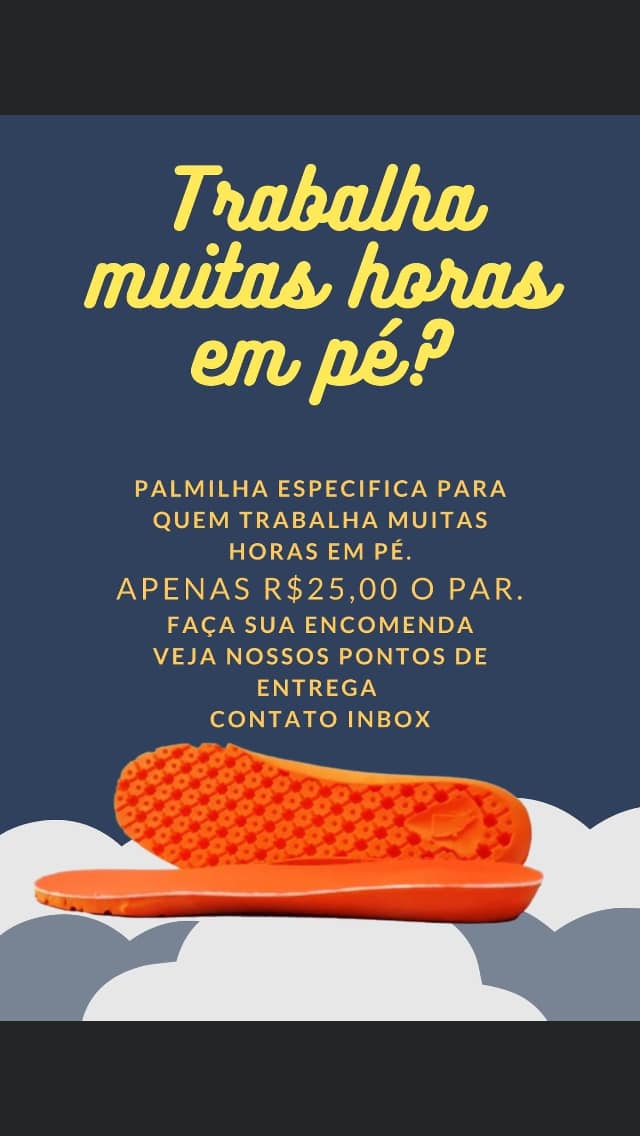 Trabalha
muitas horas
em pé?
PALMILHA ESPECIFICA PARA
QUEM TRABALHA MUITAS
HORAS EM PÉ.
APENAS R$25,00 O PAR.
FAÇA SUA ENCOMENDA
VEJA NOSSOS PONTOS DE
ENTREGA
CONTATO INBOX